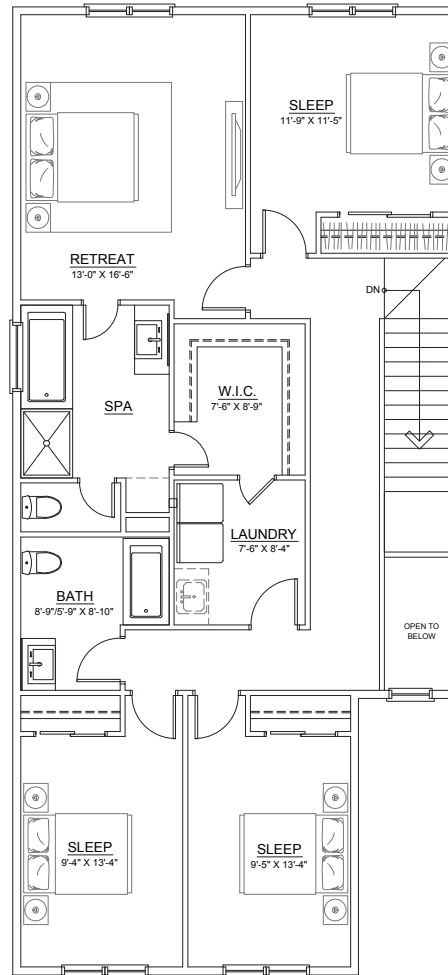 SLEEP
11'-9" X 11'-5"
RETREAT
13'-0" X 16'-6"
DN
SPA
W.I.C.
7'-6" X 8'-9"
LAUNDRY
7'-6" X 8'-4"
BATH
8'-9"/5'-9" X 8'-10"
OPEN TO
BELOW
SLEEP
9'-4" X 13'-4"
SLEEP
9'-5" X 13'-4"